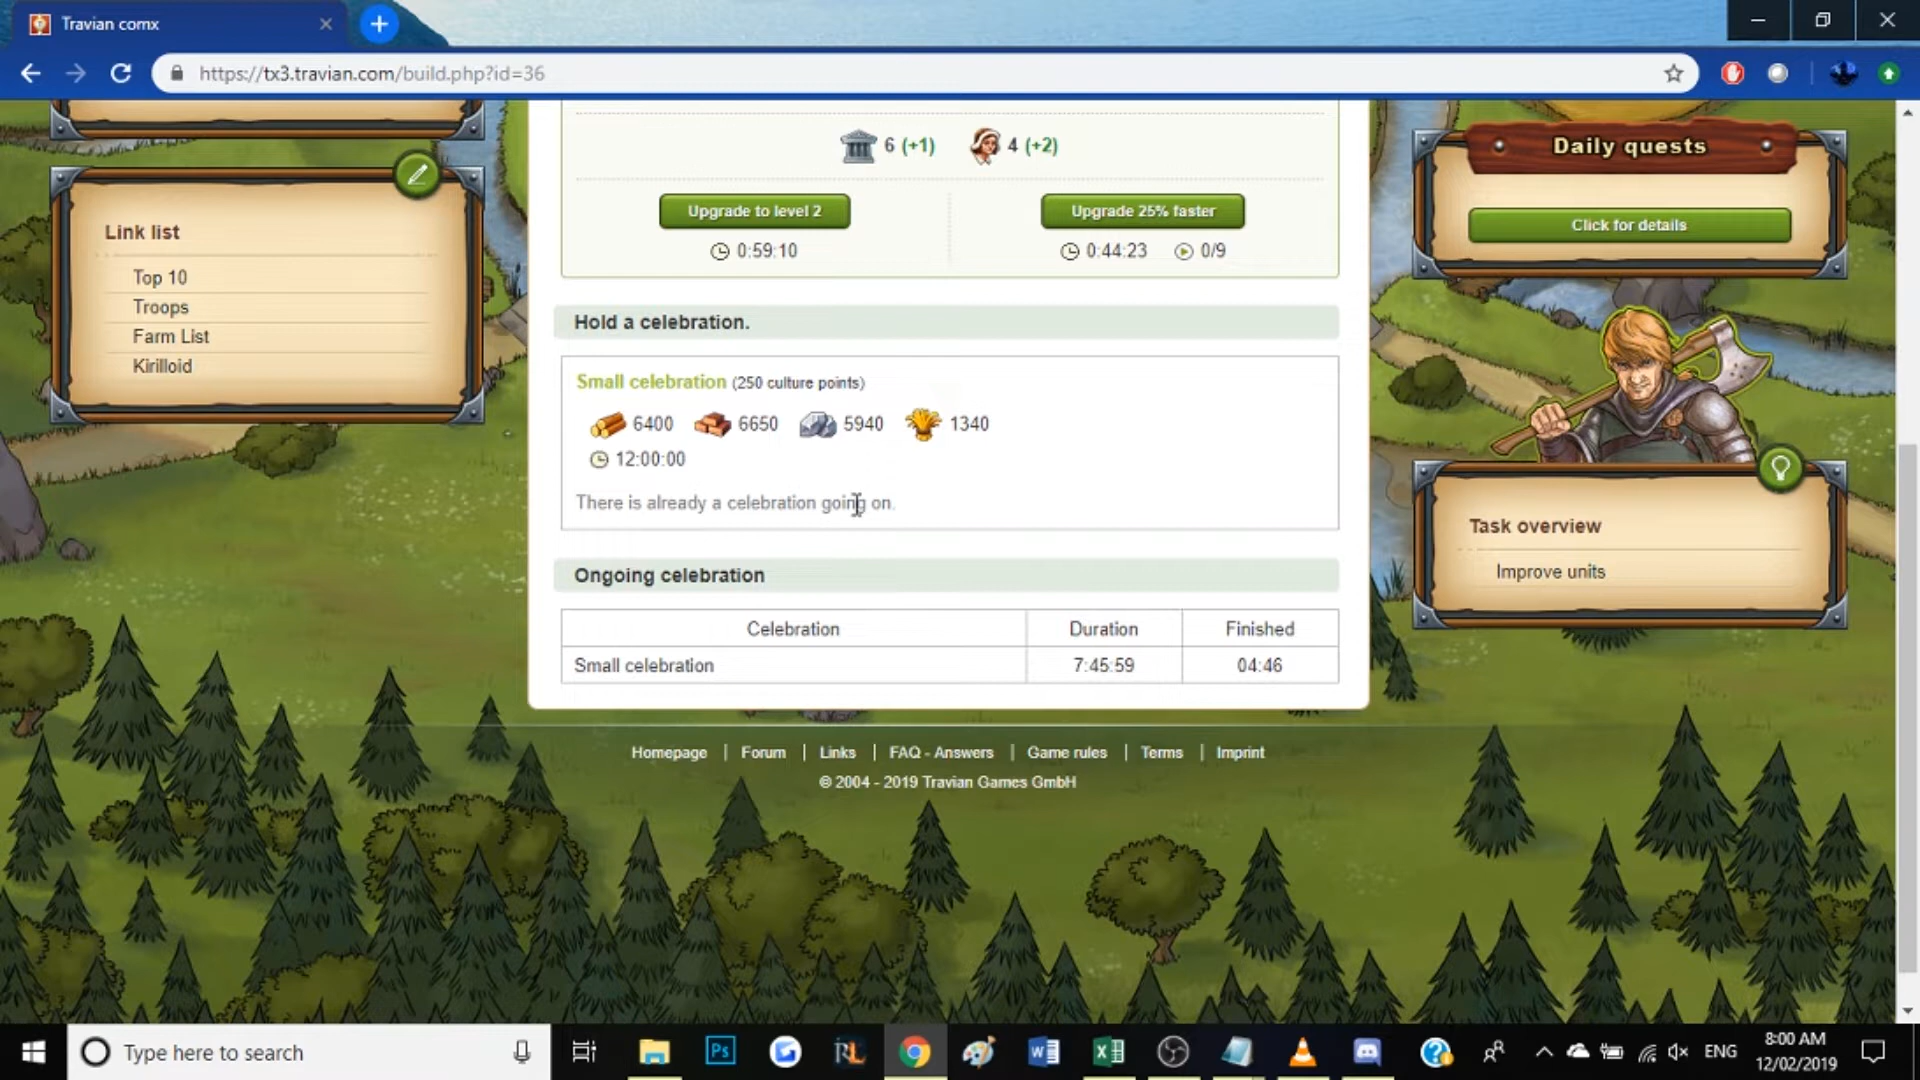 Travian comx
https://tx3.travian.com/build.php?id=36
6 (+1) 4 (+2)
Upgrade to level 2
Upgrade 25% faster
0:59:10
0:44:23 0/9
Link list
Top 10
Troops
Farm List
Kirilloid
Hold a celebration.
Small celebration (250 culture points)
6400 6650 5940 1340
12:00:00
There is already a celebration going on.
Ongoing celebration
Celebration Duration Finished
Small celebration 7:45:59 04:46
Daily quests
Click for details
Task overview
Improve units
Homepage | Forum | Links | FAQ - Answers | Game rules | Terms | Imprint
© 2004 - 2019 Travian Games GmbH
Type here to search
Ps
RL
ENG
8:00 AM
12/02/2019